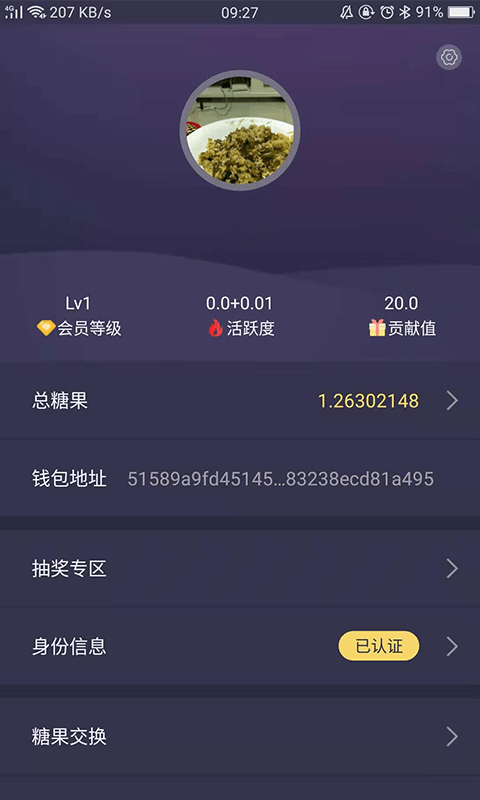 4G 207 KB/s 09:27 91%
Lv1 0.0+0.01 20.0
会员等级 活跃度 贡献值
总糖果 1.26302148
钱包地址 51589a9fd45145...83238ecd81a495
抽奖专区
身份信息 已认证
糖果交换